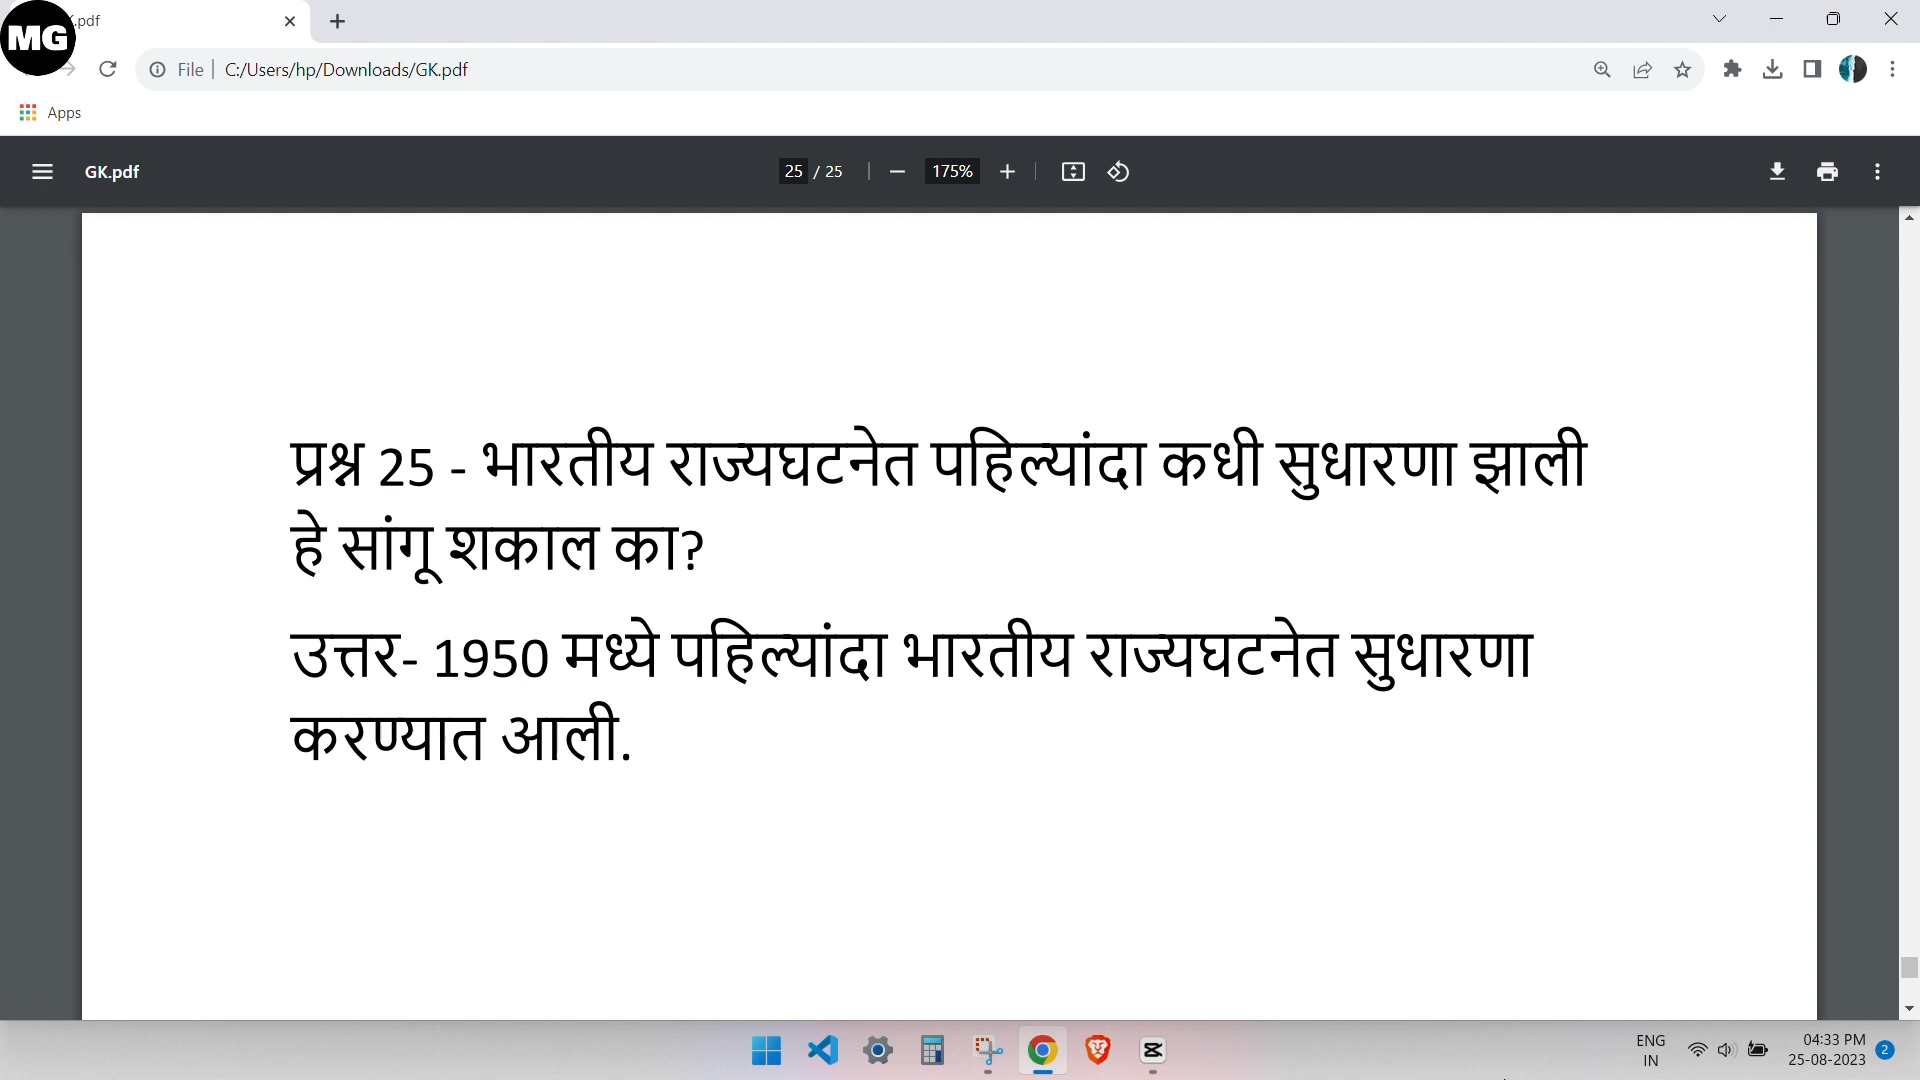 MG
.pdf
File
C:/Users/hp/Downloads/GK.pdf
Apps
GK.pdf
25 / 25
175%
प्रश्न 25 - भारतीय राज्यघटनेत पहिल्यांदा कधी सुधारणा झाली
हे सांगू शकाल का?
उत्तर- 1950 मध्ये पहिल्यांदा भारतीय राज्यघटनेत सुधारणा
करण्यात आली.
ENG
IN
04:33 PM
25-08-2023
2